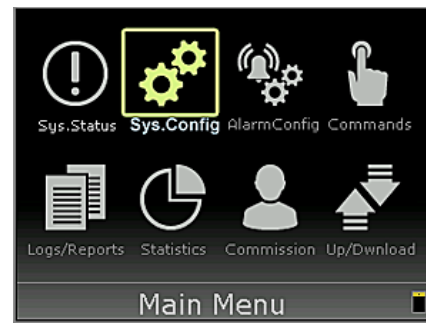 Sys.Status Sys.Config AlarmConfig Commands
Logs/Reports Statistics Commission Up/Dwnload
Main Menu